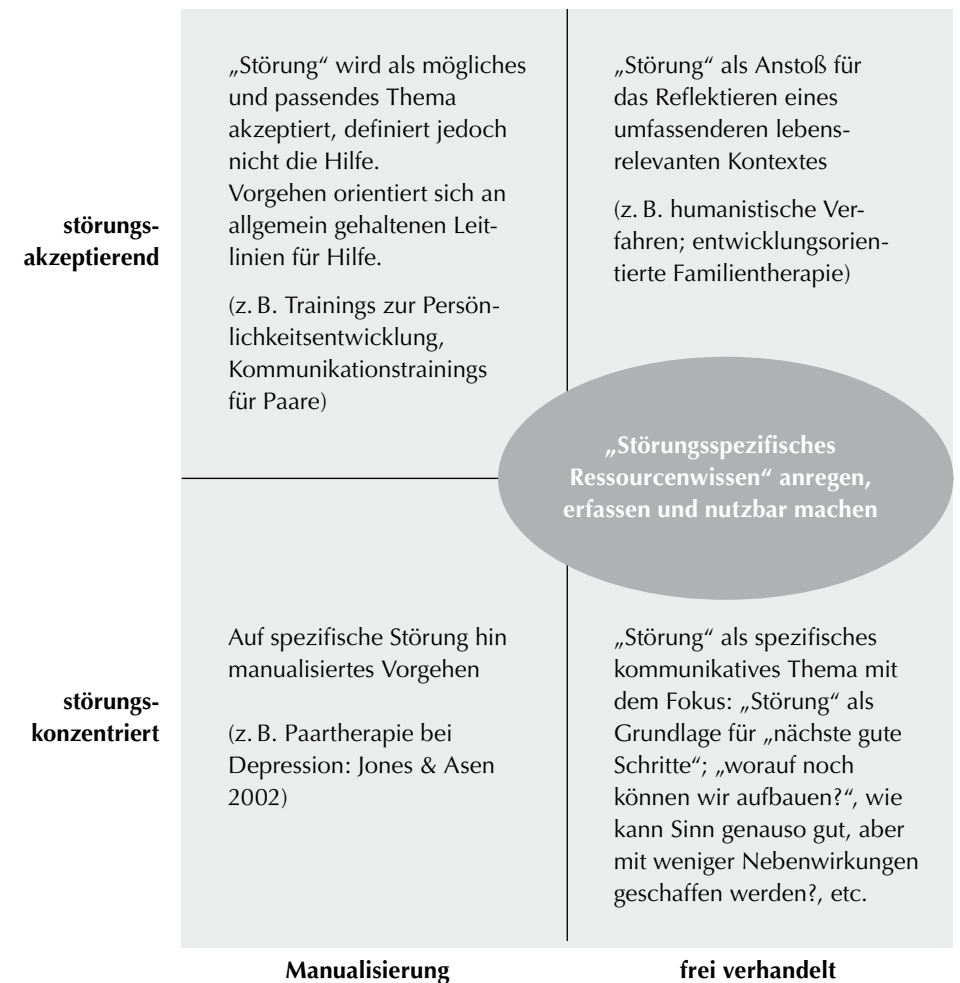 störungs-
akzeptierend
„Störung“ wird als mögliches
und passendes Thema
akzeptiert, definiert jedoch
nicht die Hilfe.
Vorgehen orientiert sich an
allgemein gehaltenen Leit-
linien für Hilfe.
(z. B. Trainings zur Persön-
lichkeitsentwicklung,
Kommunikationstrainings
für Paare)
„Störung“ als Anstoß für
das Reflektieren eines
umfassenderen lebens-
relevanten Kontextes
(z. B. humanistische Ver-
fahren; entwicklungsorien-
tierte Familientherapie)
„Störungsspezifisches
Ressourcenwissen“ anregen,
erfassen und nutzbar machen
störungs-
konzentriert
Auf spezifische Störung hin
manualisiertes Vorgehen
(z. B. Paartherapie bei
Depression: Jones & Asen
2002)
„Störung“ als spezifisches
kommunikatives Thema mit
dem Fokus: „Störung“ als
Grundlage für „nächste gute
Schritte“; „worauf noch
können wir aufbauen?“, wie
kann Sinn genauso gut, aber
mit weniger Nebenwirkungen
geschaffen werden?, etc.
Manualisierung
frei verhandelt